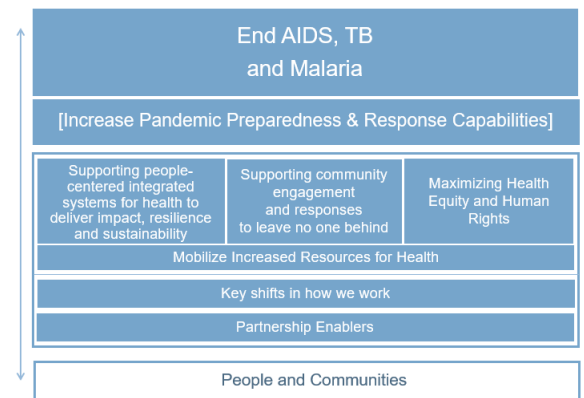 End AIDS, TB
and Malaria
[Increase Pandemic Preparedness & Response Capabilities]
Supporting people-
centered integrated
systems for health to
deliver impact, resilience
and sustainability
Supporting community
engagement
and responses
to leave no one behind
Maximizing Health
Equity and Human
Rights
Mobilize Increased Resources for Health
Key shifts in how we work
Partnership Enablers
People and Communities